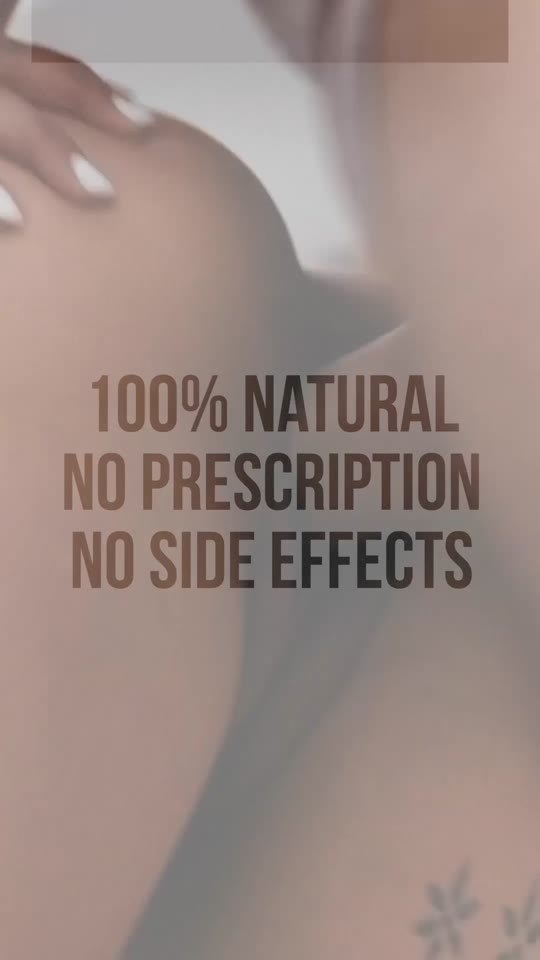 100% NATURAL
NO PRESCRIPTION
NO SIDE EFFECTS